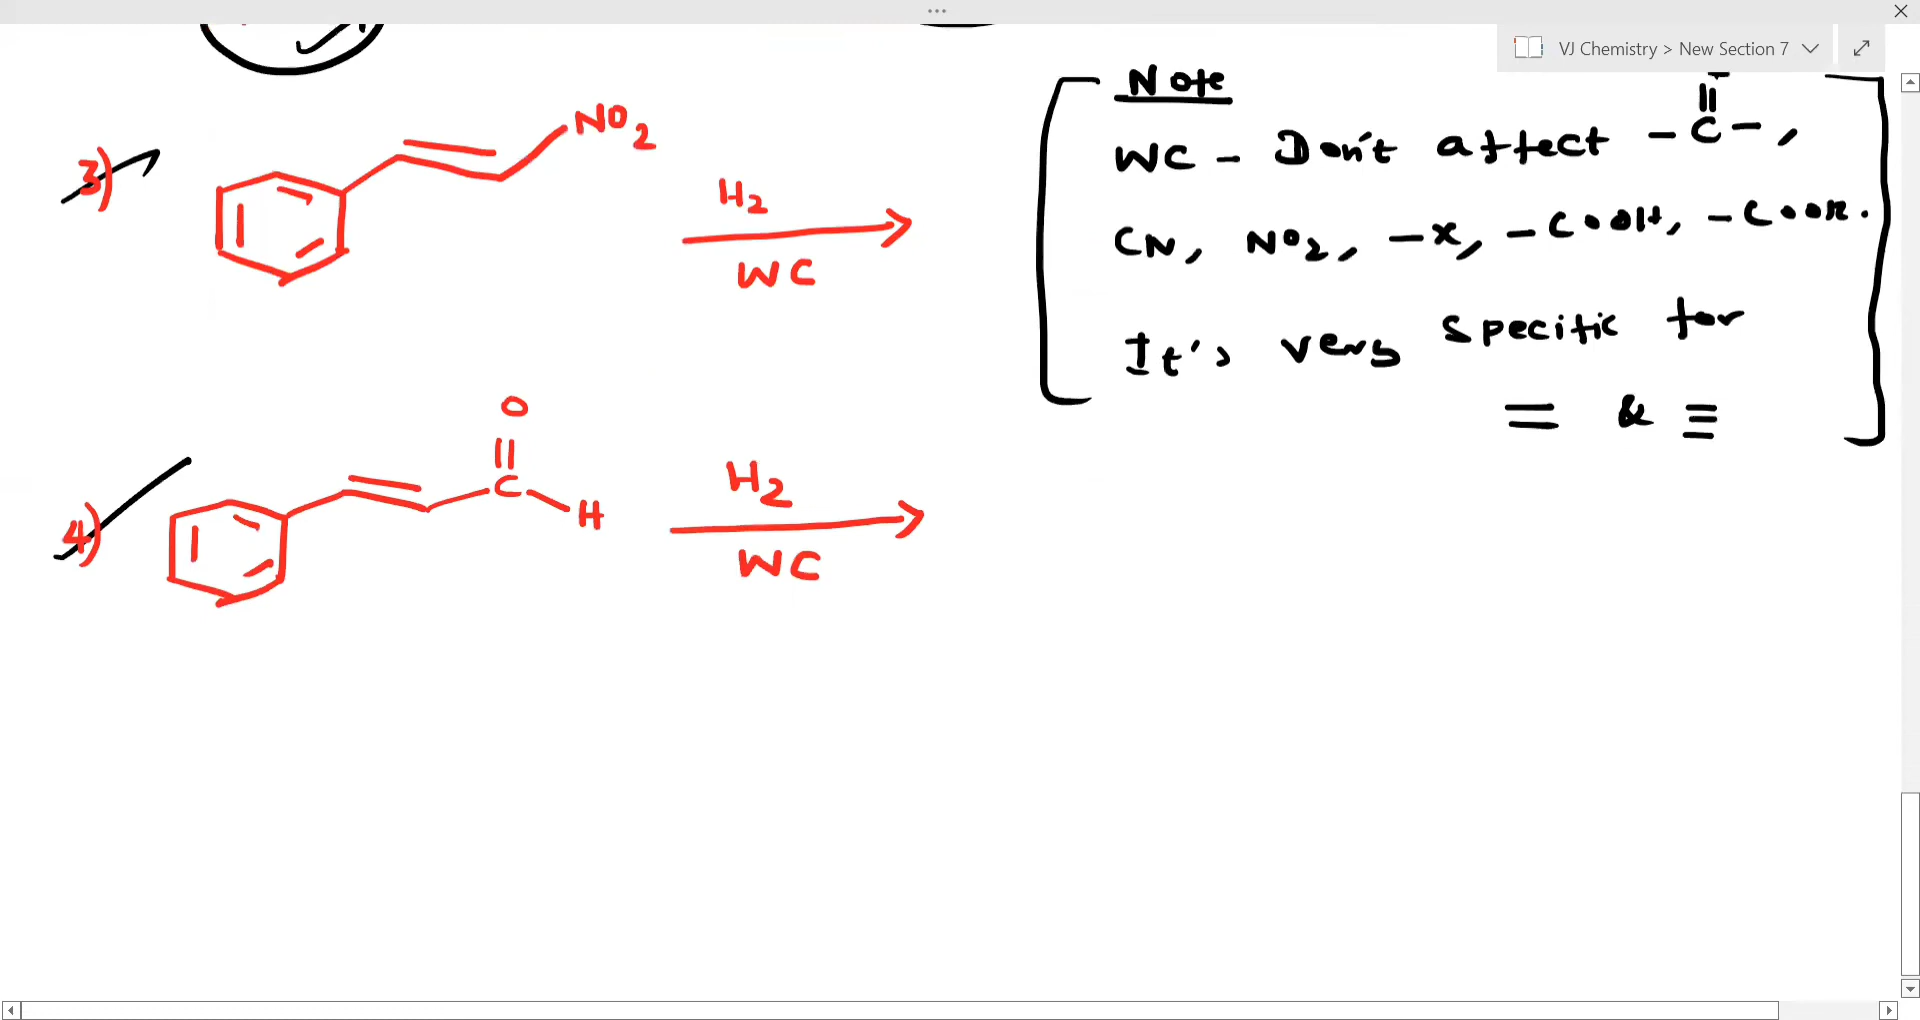 VJ Chemistry > New Section 7
Note
WC - Don't affect -C-,
CN, NO2, -X, -COOH, -COOR.
It's very specific for
= & ≡
3)
NO2
H2
WC
4)
O
C
H
H2
WC